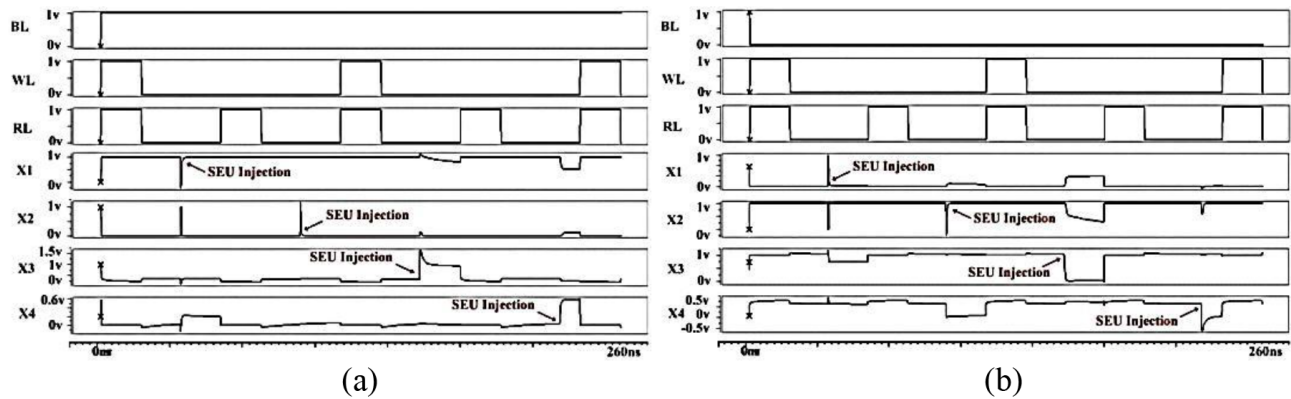 BL 1v 0v
WL 1v 0v
RL 1v 0v
X1 1v 0v SEU Injection
X2 1v 0v SEU Injection
X3 1.5v 1v 0v SEU Injection
X4 0.6v 0v SEU Injection
0ns 260ns
(a)
BL 1v 0v
WL 1v 0v
RL 1v 0v
X1 1v 0v SEU Injection
X2 1v 0v SEU Injection
X3 1v 0v SEU Injection
X4 0.5v -0.5v SEU Injection
0ns 260ns
(b)